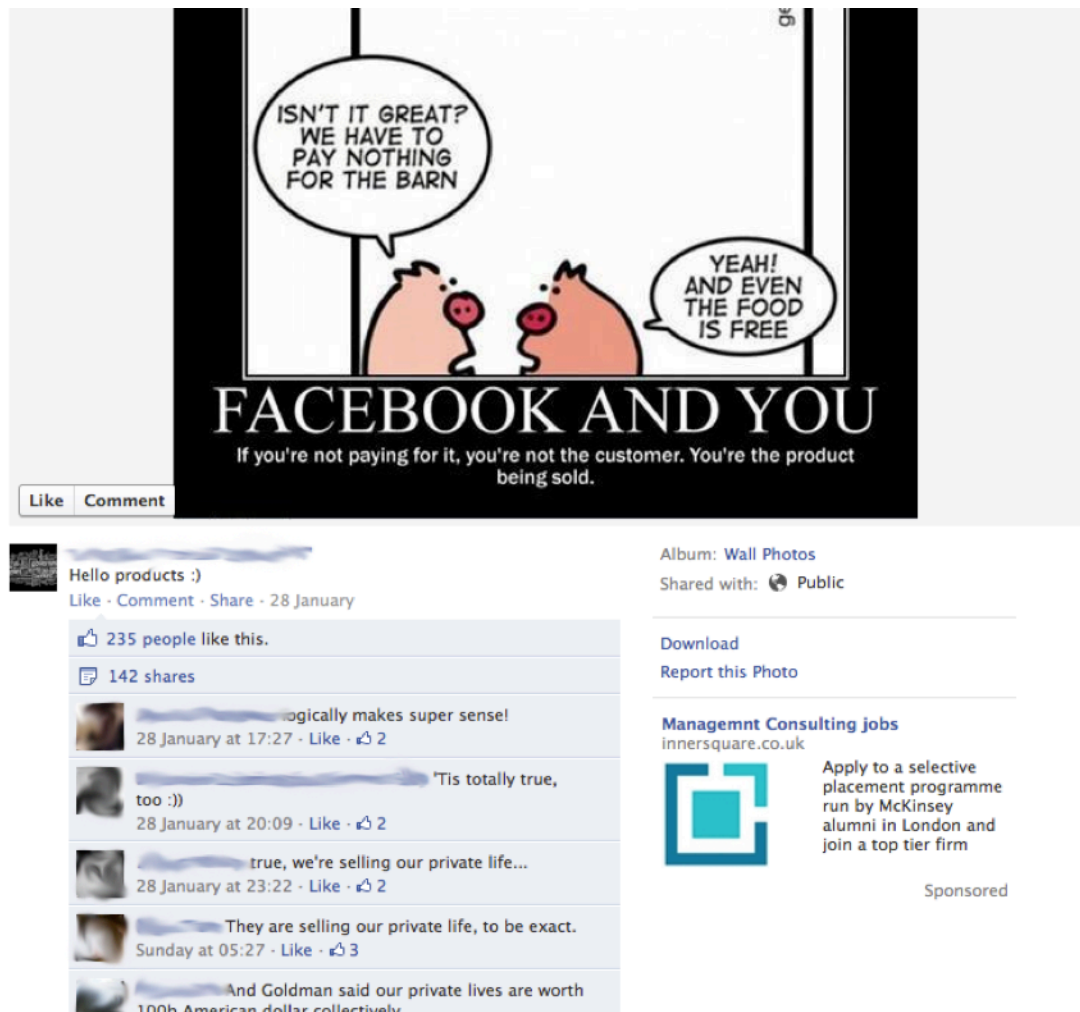 ge
ISN'T IT GREAT?
WE HAVE TO
PAY NOTHING
FOR THE BARN
YEAH!
AND EVEN
THE FOOD
IS FREE
FACEBOOK AND YOU
If you're not paying for it, you're not the customer. You're the product
being sold.
Like Comment
Hello products :)
Like · Comment · Share · 28 January
235 people like this.
142 shares
logically makes super sense!
28 January at 17:27 · Like · 2
'Tis totally true,
too :))
28 January at 20:09 · Like · 2
true, we're selling our private life...
28 January at 23:22 · Like · 2
They are selling our private life, to be exact.
Sunday at 05:27 · Like · 3
And Goldman said our private lives are worth
100b American dollar collectively
Album: Wall Photos
Shared with: Public
Download
Report this Photo
Managemnt Consulting jobs
innersquare.co.uk
Apply to a selective
placement programme
run by McKinsey
alumni in London and
join a top tier firm
Sponsored